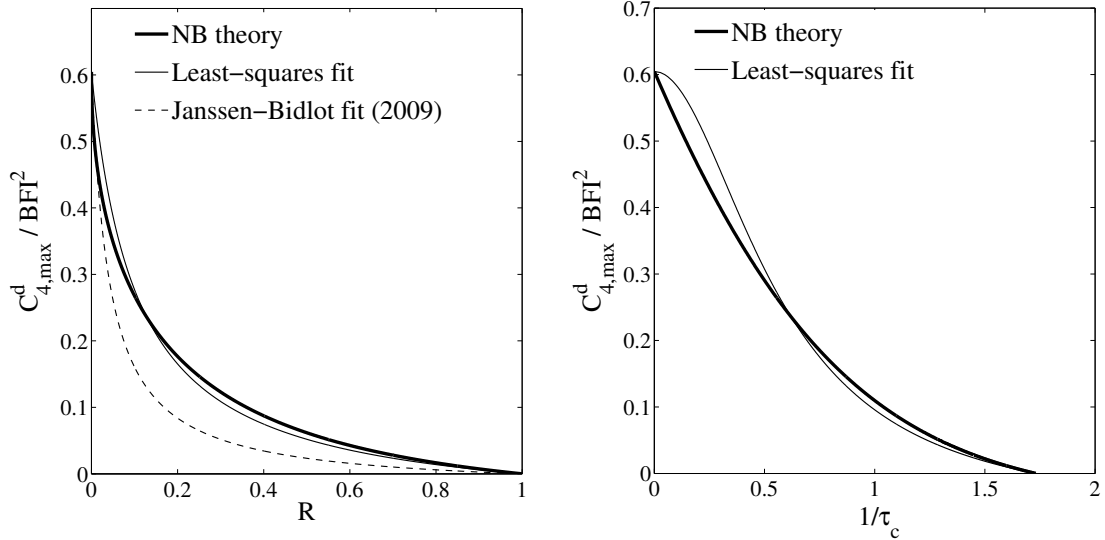 NB theory
Least−squares fit
Janssen−Bidlot fit (2009)
0.6
0.5
0.4
0.3
0.2
0.1
0
C^d_{4,max} / BFI^2
0 0.2 0.4 0.6 0.8 1
R
0.7
NB theory
Least−squares fit
0.6
0.5
0.4
0.3
0.2
0.1
0
C^d_{4,max} / BFI^2
0 0.5 1 1.5 2
1/τ_c